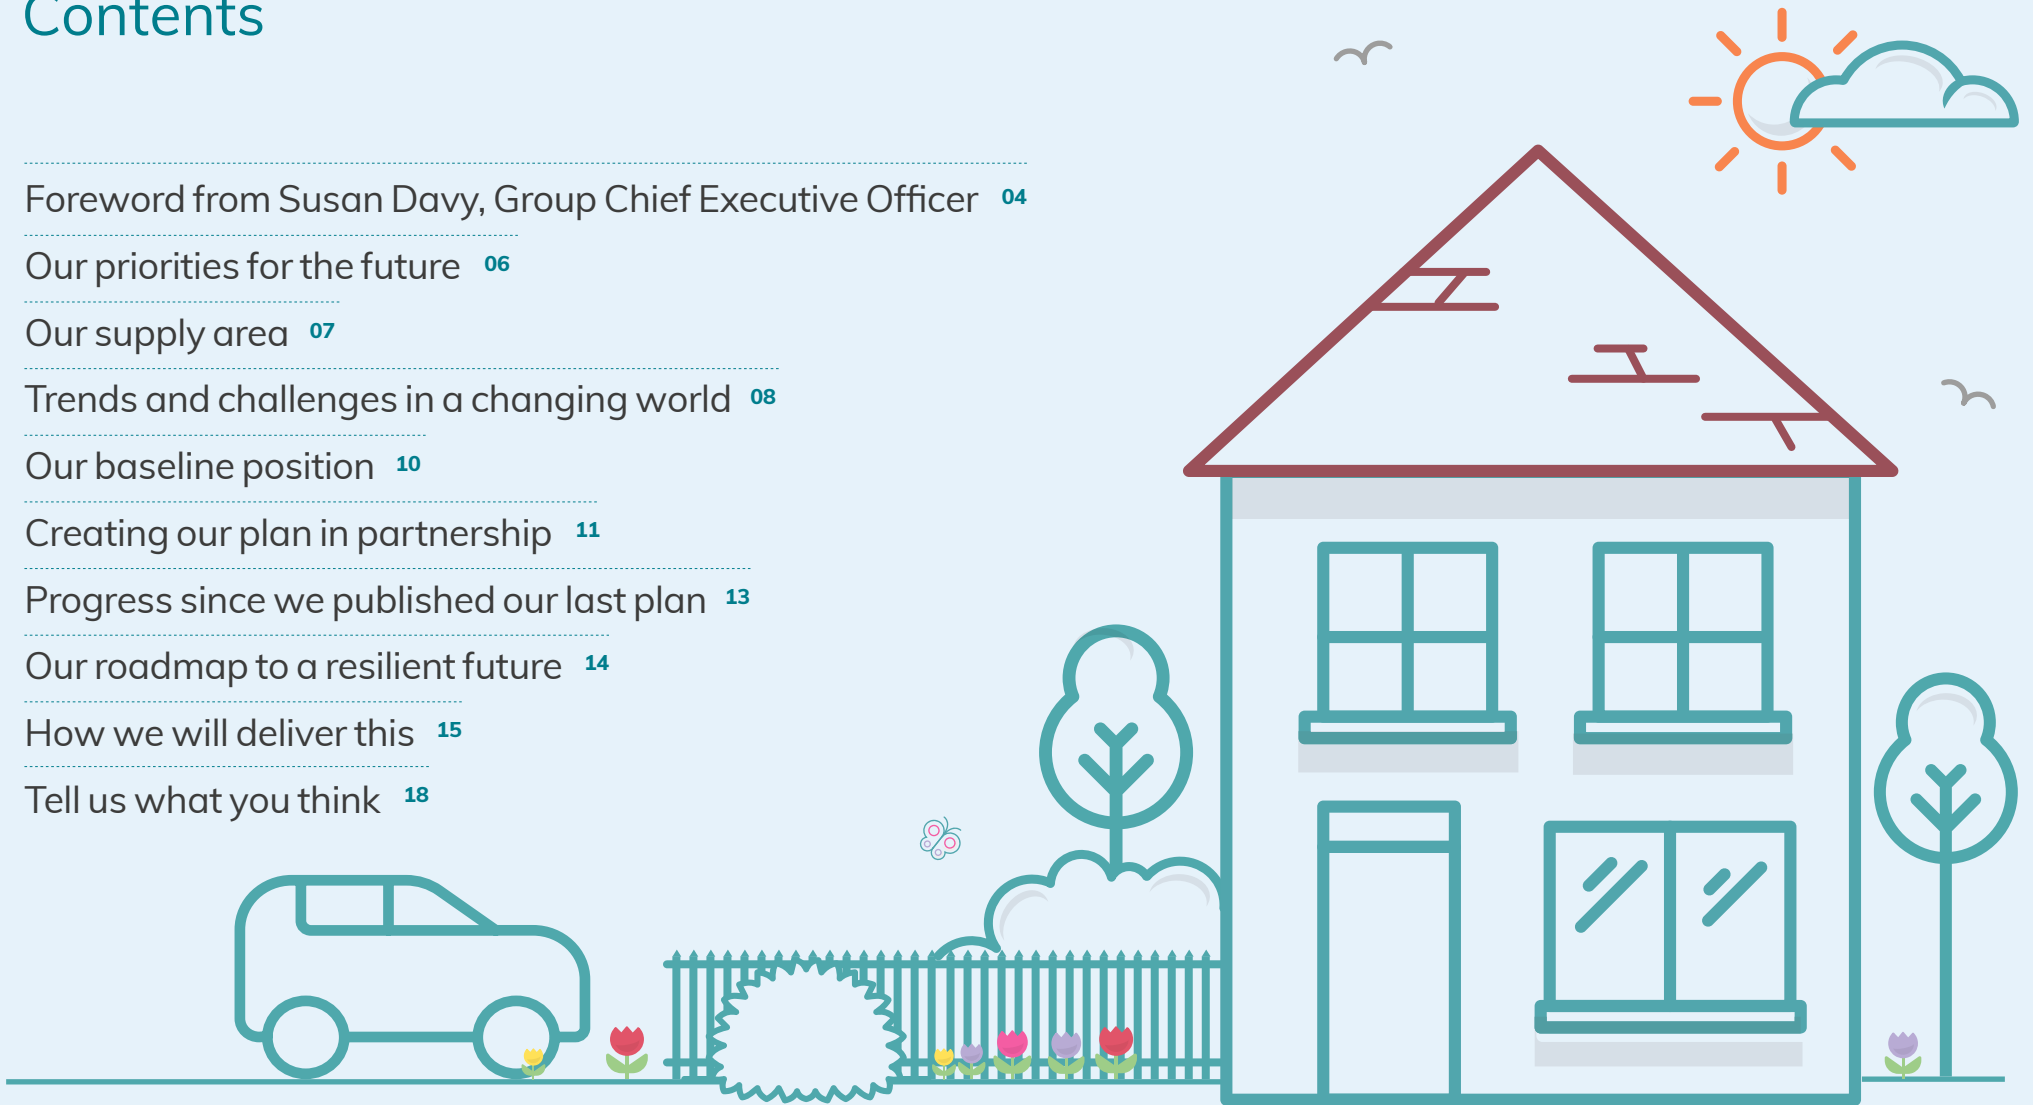 Contents
Foreword from Susan Davy, Group Chief Executive Officer 04
Our priorities for the future 06
Our supply area 07
Trends and challenges in a changing world 08
Our baseline position 10
Creating our plan in partnership 11
Progress since we published our last plan 13
Our roadmap to a resilient future 14
How we will deliver this 15
Tell us what you think 18